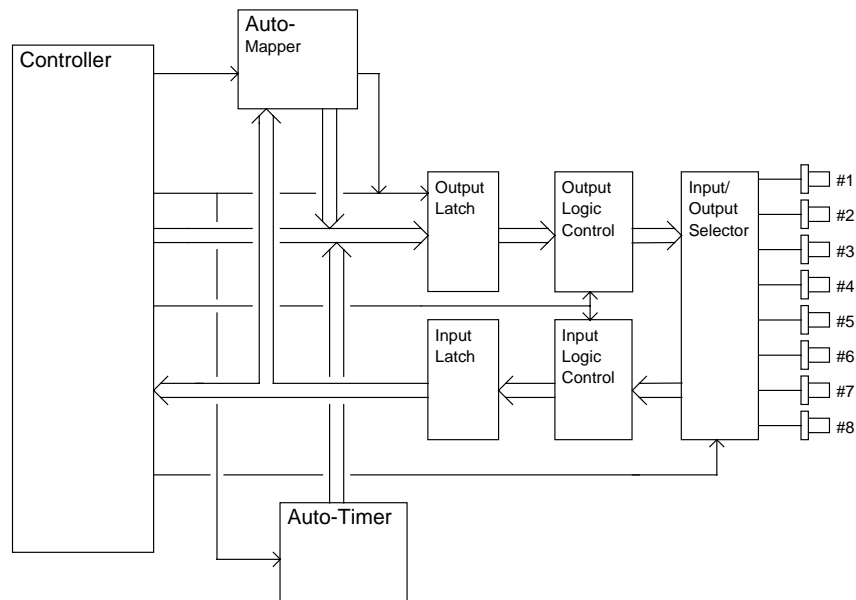 Auto-
Mapper
Controller
Output
Latch
Output
Logic
Control
Input/
Output
Selector
#1
#2
#3
#4
#5
#6
#7
#8
Input
Latch
Input
Logic
Control
Auto-Timer